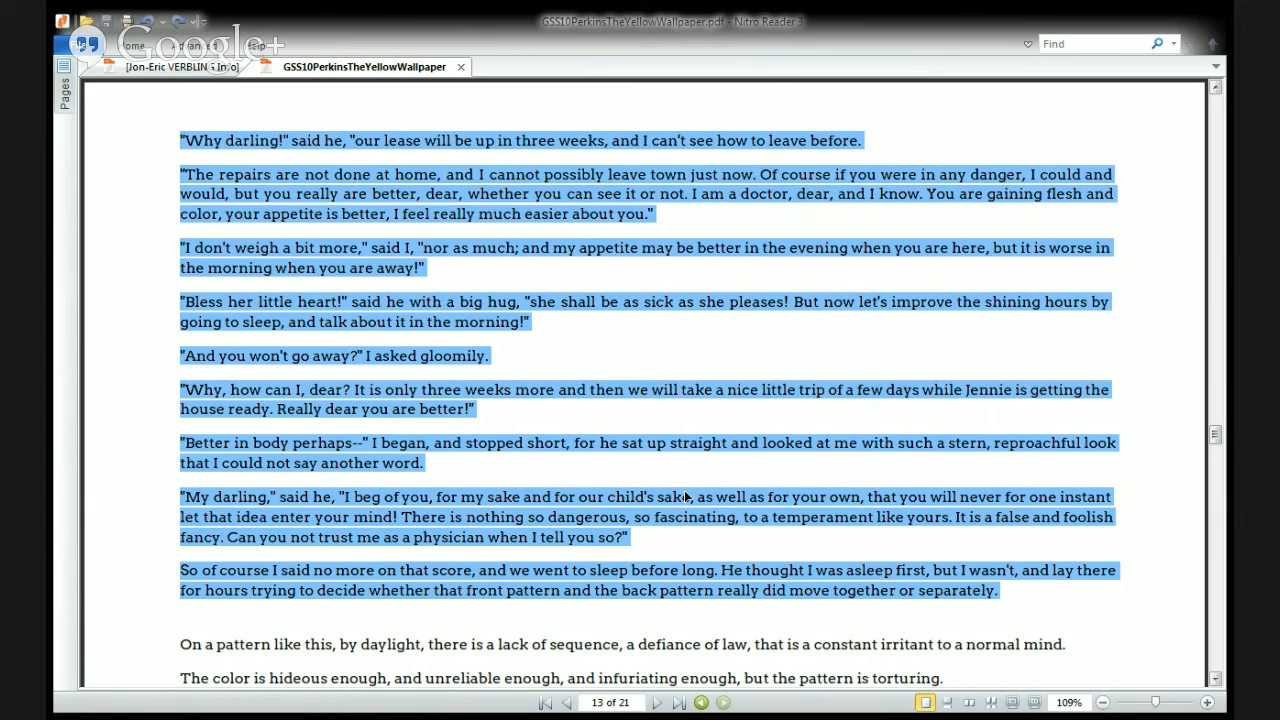 GSS10PerkinsTheYellowWallpaper.pdf - Nitro Reader 3
Google+
Home Advanced Help
Find
[Jon-Eric VERBLING Info] GSS10PerkinsTheYellowWallpaper
Pages
"Why darling!" said he, "our lease will be up in three weeks, and I can't see how to leave before.
"The repairs are not done at home, and I cannot possibly leave town just now. Of course if you were in any danger, I could and
would, but you really are better, dear, whether you can see it or not. I am a doctor, dear, and I know. You are gaining flesh and
color, your appetite is better, I feel really much easier about you."
"I don't weigh a bit more," said I, "nor as much; and my appetite may be better in the evening when you are here, but it is worse in
the morning when you are away!"
"Bless her little heart!" said he with a big hug, "she shall be as sick as she pleases! But now let's improve the shining hours by
going to sleep, and talk about it in the morning!"
"And you won't go away?" I asked gloomily.
"Why, how can I, dear? It is only three weeks more and then we will take a nice little trip of a few days while Jennie is getting the
house ready. Really dear you are better!"
"Better in body perhaps--" I began, and stopped short, for he sat up straight and looked at me with such a stern, reproachful look
that I could not say another word.
"My darling," said he, "I beg of you, for my sake and for our child's sake, as well as for your own, that you will never for one instant
let that idea enter your mind! There is nothing so dangerous, so fascinating, to a temperament like yours. It is a false and foolish
fancy. Can you not trust me as a physician when I tell you so?"
So of course I said no more on that score, and we went to sleep before long. He thought I was asleep first, but I wasn't, and lay there
for hours trying to decide whether that front pattern and the back pattern really did move together or separately.
On a pattern like this, by daylight, there is a lack of sequence, a defiance of law, that is a constant irritant to a normal mind.
The color is hideous enough, and unreliable enough, and infuriating enough, but the pattern is torturing.
13 of 21
109%